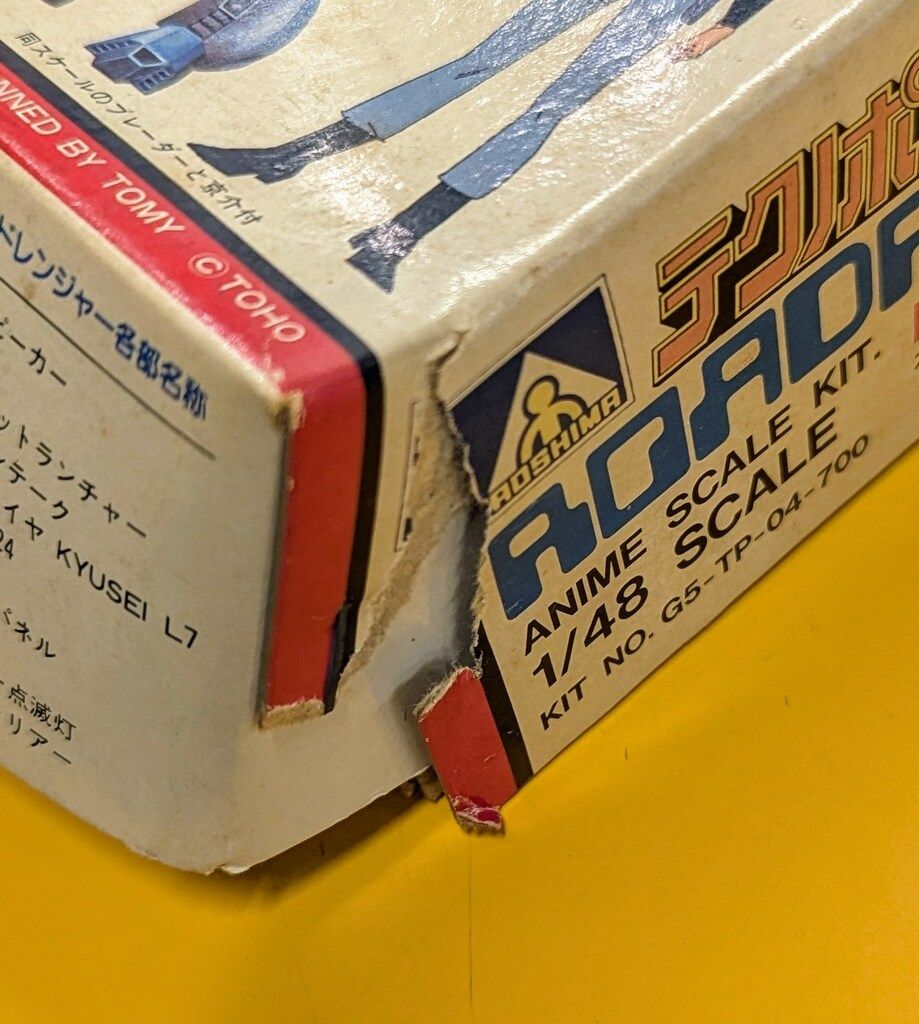 同スケールのブレーダーと京介付
NNED BY TOMY © TOHO
ドレンジャー各部名称
ピーカー
ットランチャー
ンテーク
イヤ KYUSEI L7
24
パネル
点滅灯
リアー
AOSHIMA
テクノポ
ROADR
ANIME SCALE KIT.
1/48 SCALE
KIT NO. G5-TP-04-700